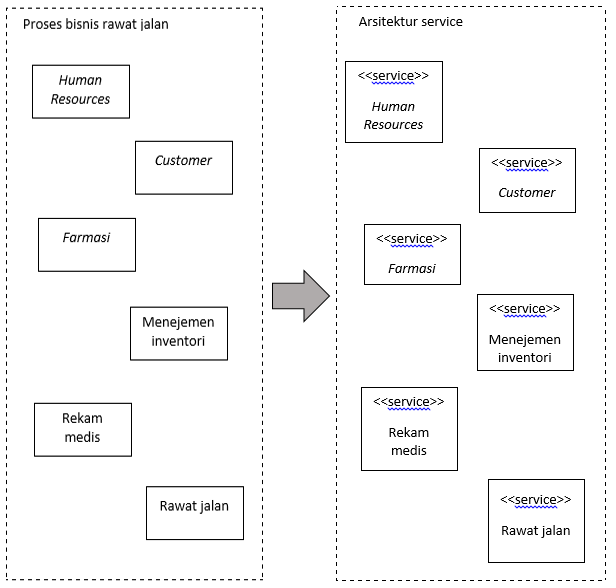 Proses bisnis rawat jalan
Human
Resources
Customer
Farmasi
Menejemen
inventori
Rekam
medis
Rawat jalan
Arsitektur service
<<service>>
Human
Resources
<<service>>
Customer
<<service>>
Farmasi
<<service>>
Menejemen
inventori
<<service>>
Rekam
medis
<<service>>
Rawat jalan